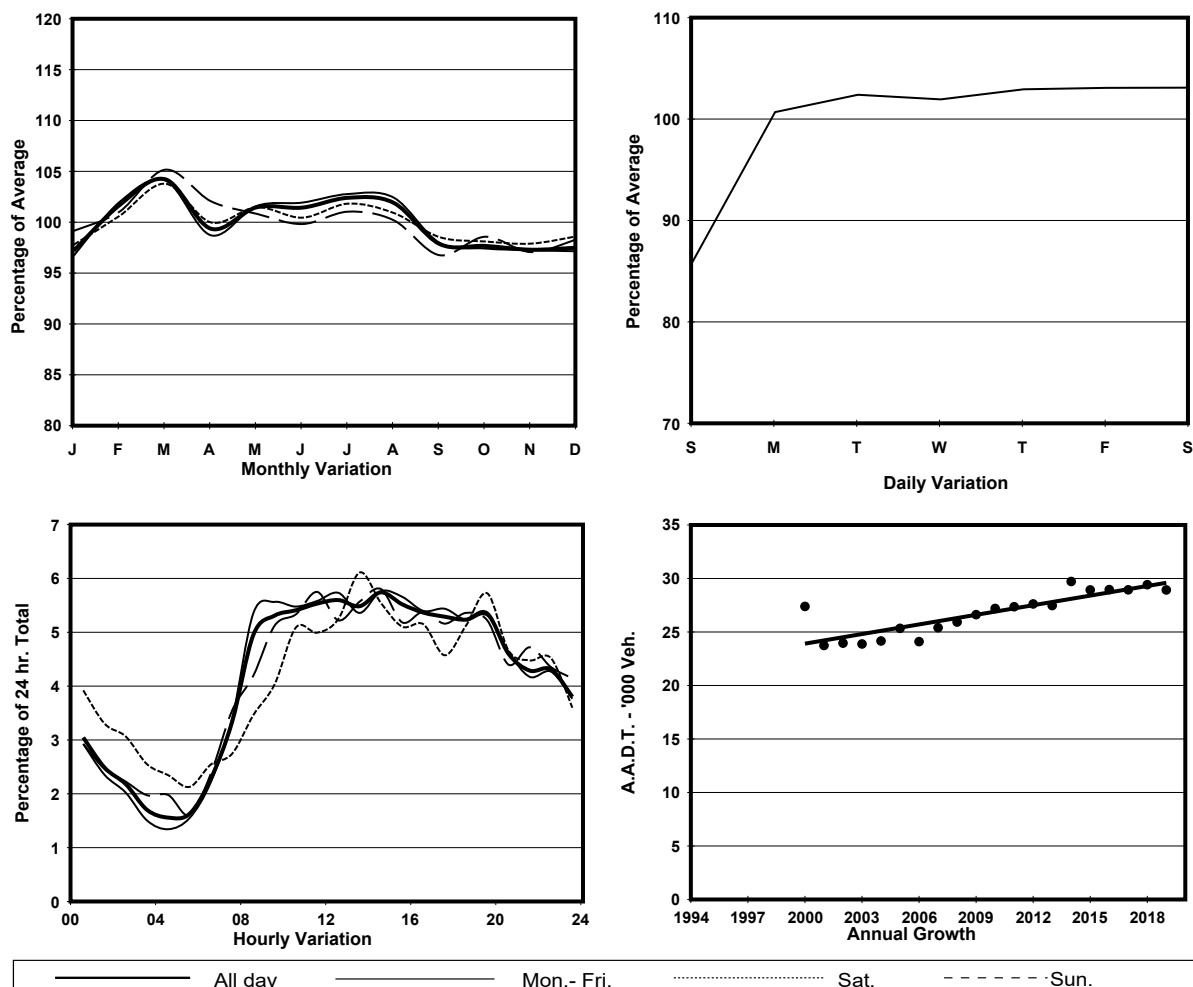 120
115
110
105
100
95
90
85
80
Percentage of Average
J F M A M J J A S O N D
Monthly Variation
110
100
90
80
70
Percentage of Average
S M T W T F S
Daily Variation
7
6
5
4
3
2
1
0
Percentage of 24 hr. Total
00 04 08 12 16 20 24
Hourly Variation
35
30
25
20
15
10
5
0
A.A.D.T. - '000 Veh.
1994 1997 2000 2003 2006 2009 2012 2015 2018
Annual Growth
All day Mon.- Fri. Sat. Sun.